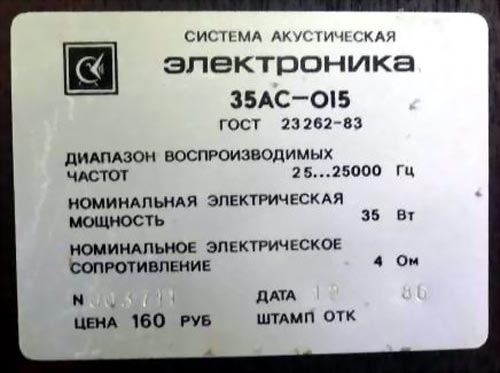 СИСТЕМА АКУСТИЧЕСКАЯ
ЭЛЕКТРОНИКА
35АС-015
ГОСТ 23262-83
ДИАПАЗОН ВОСПРОИЗВОДИМЫХ
ЧАСТОТ 25...25000 Гц
НОМИНАЛЬНАЯ ЭЛЕКТРИЧЕСКАЯ
МОЩНОСТЬ 35 Вт
НОМИНАЛЬНОЕ ЭЛЕКТРИЧЕСКОЕ
СОПРОТИВЛЕНИЕ 4 Ом
N ДАТА 86
ЦЕНА 160 РУБ ШТАМП ОТК